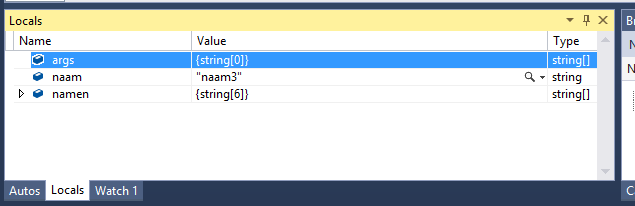 Locals
Name Value Type
args {string[0]} string[]
naam "naam3" string
namen {string[6]} string[]
Autos Locals Watch 1